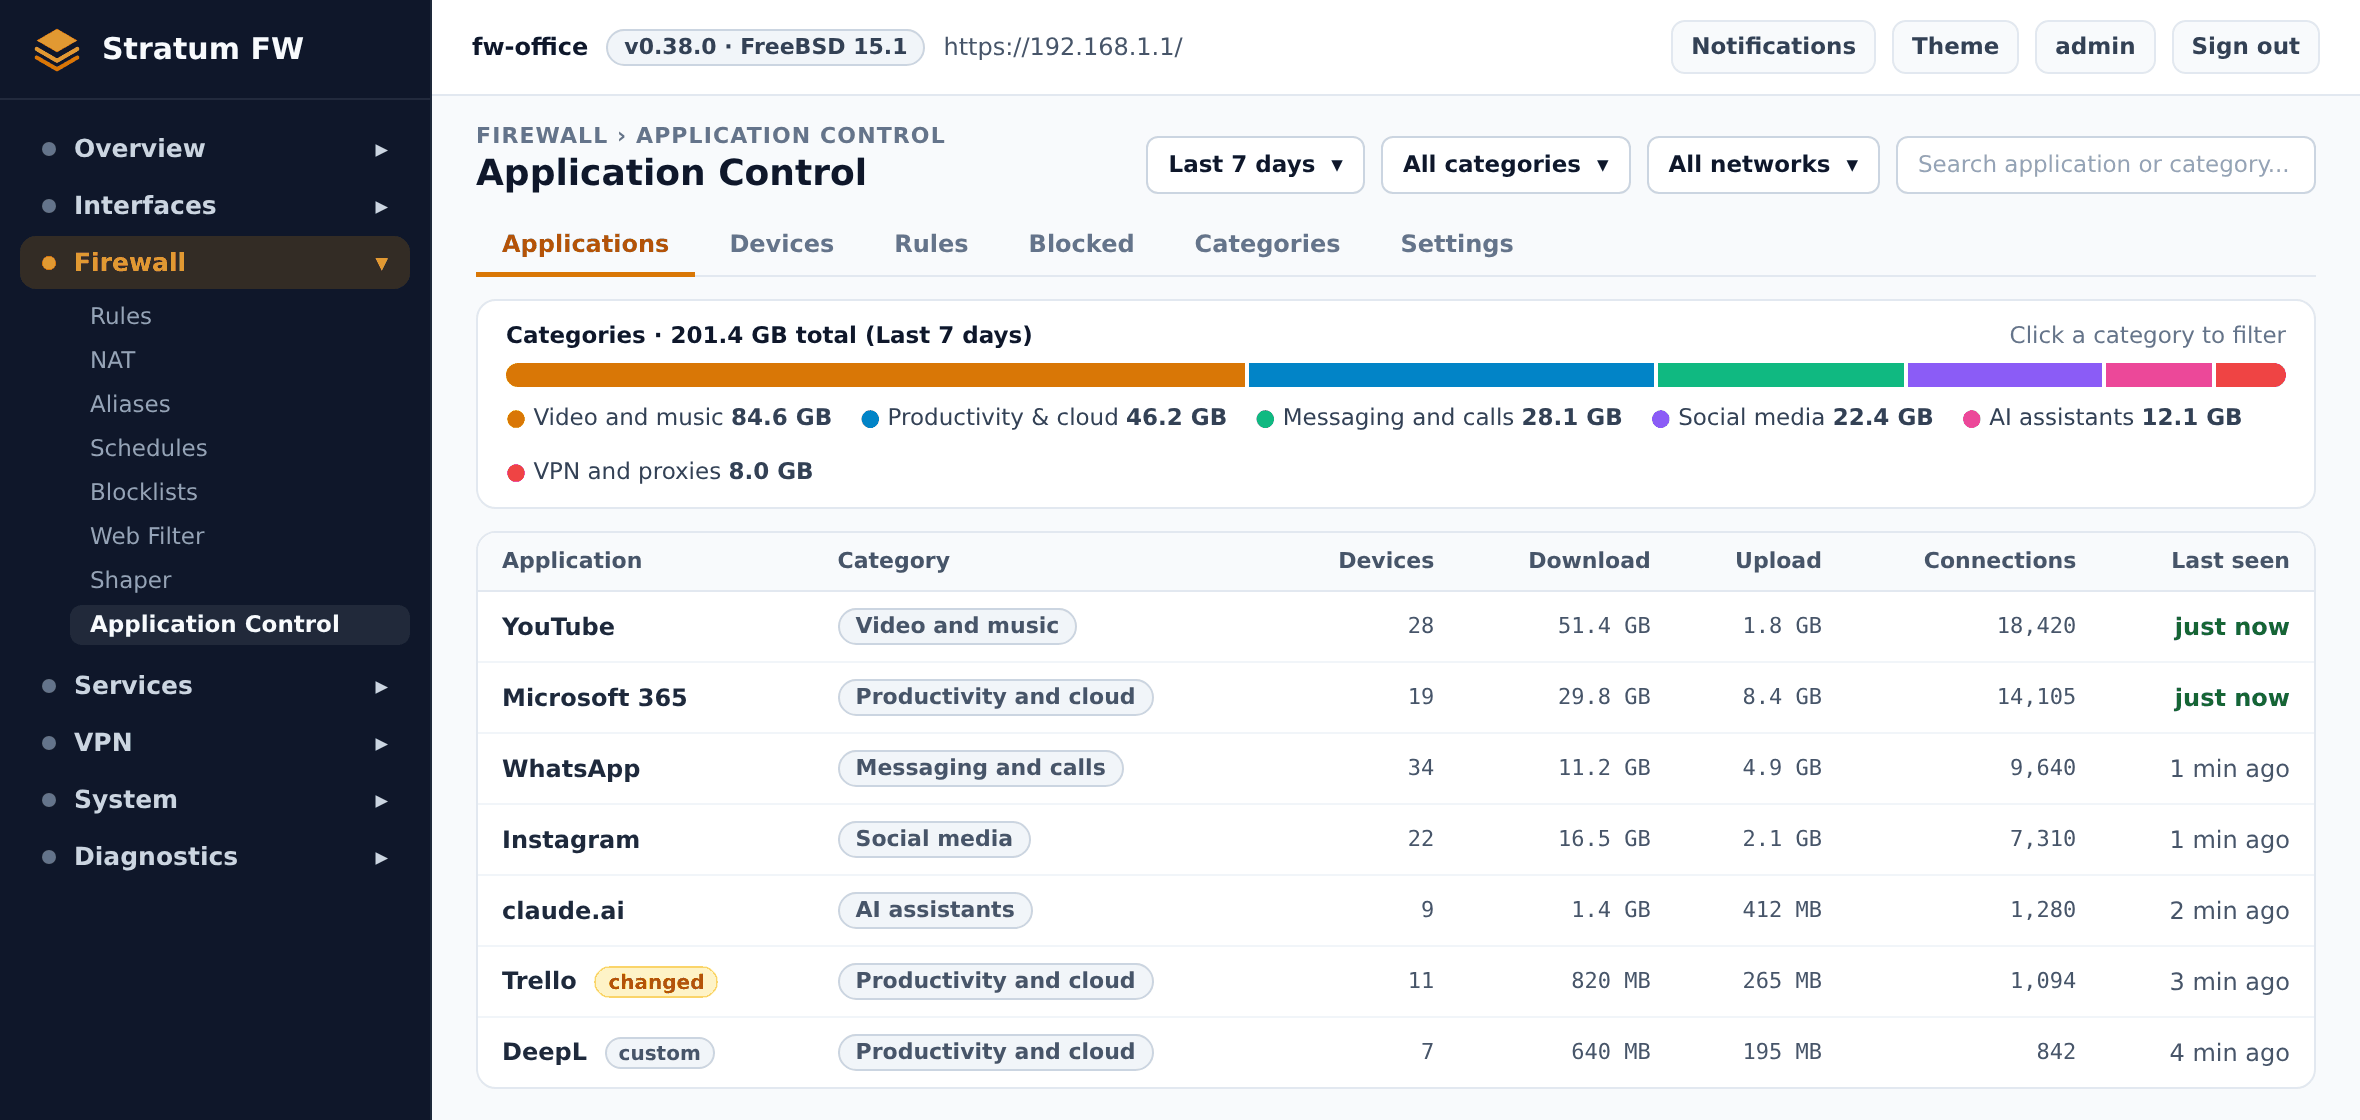 Stratum FW
fw-office
v0.38.0 · FreeBSD 15.1
https://192.168.1.1/
Notifications
Theme
admin
Sign out
Overview
Interfaces
Firewall
Rules
NAT
Aliases
Schedules
Blocklists
Web Filter
Shaper
Application Control
Services
VPN
System
Diagnostics
FIREWALL › APPLICATION CONTROL
Application Control
Last 7 days
All categories
All networks
Search application or category...
Applications Devices Rules Blocked Categories Settings
Categories · 201.4 GB total (Last 7 days)
Click a category to filter
Video and music 84.6 GB Productivity & cloud 46.2 GB Messaging and calls 28.1 GB Social media 22.4 GB AI assistants 12.1 GB
VPN and proxies 8.0 GB
Application Category Devices Download Upload Connections Last seen
YouTube Video and music 28 51.4 GB 1.8 GB 18,420 just now
Microsoft 365 Productivity and cloud 19 29.8 GB 8.4 GB 14,105 just now
WhatsApp Messaging and calls 34 11.2 GB 4.9 GB 9,640 1 min ago
Instagram Social media 22 16.5 GB 2.1 GB 7,310 1 min ago
claude.ai AI assistants 9 1.4 GB 412 MB 1,280 2 min ago
Trello changed Productivity and cloud 11 820 MB 265 MB 1,094 3 min ago
DeepL custom Productivity and cloud 7 640 MB 195 MB 842 4 min ago